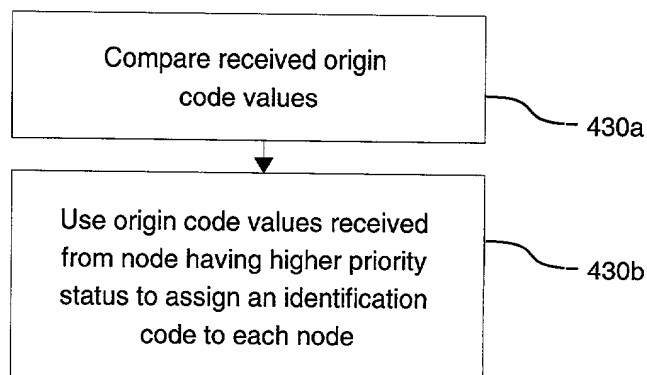 Compare received origin
code values
430a
Use origin code values received
from node having higher priority
status to assign an identification
code to each node
430b